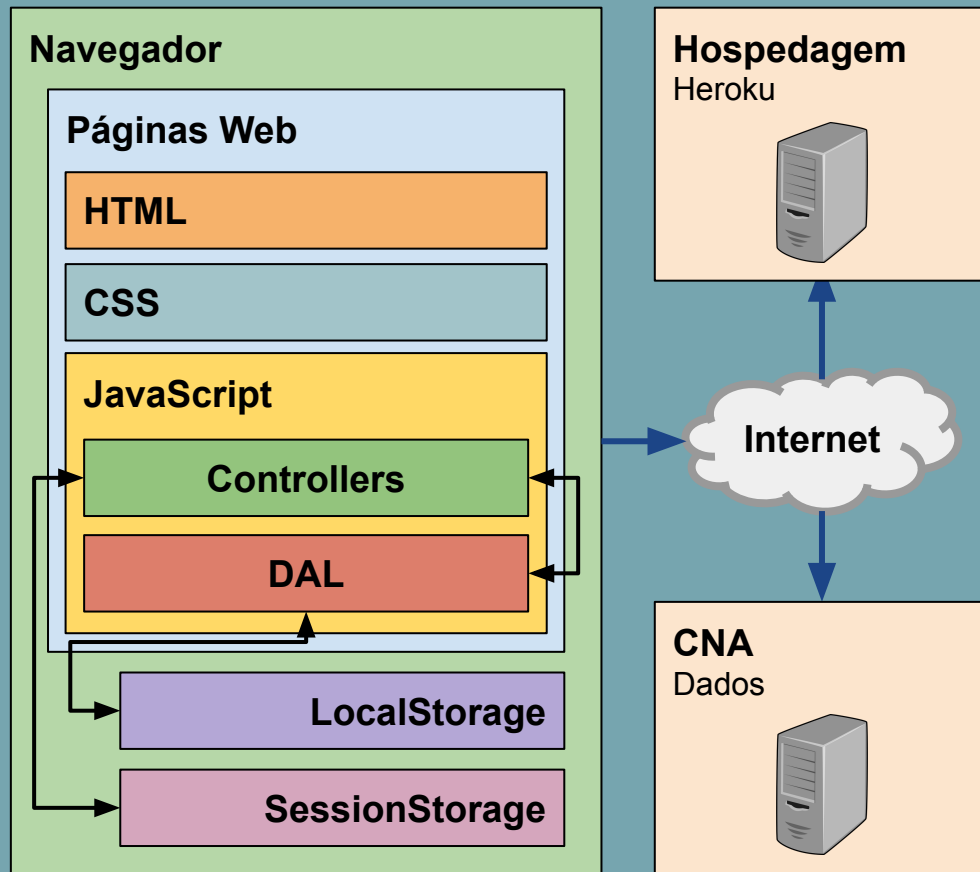 Navegador
Páginas Web
HTML
CSS
JavaScript
Controllers
DAL
LocalStorage
SessionStorage
Hospedagem
Heroku
Internet
CNA
Dados